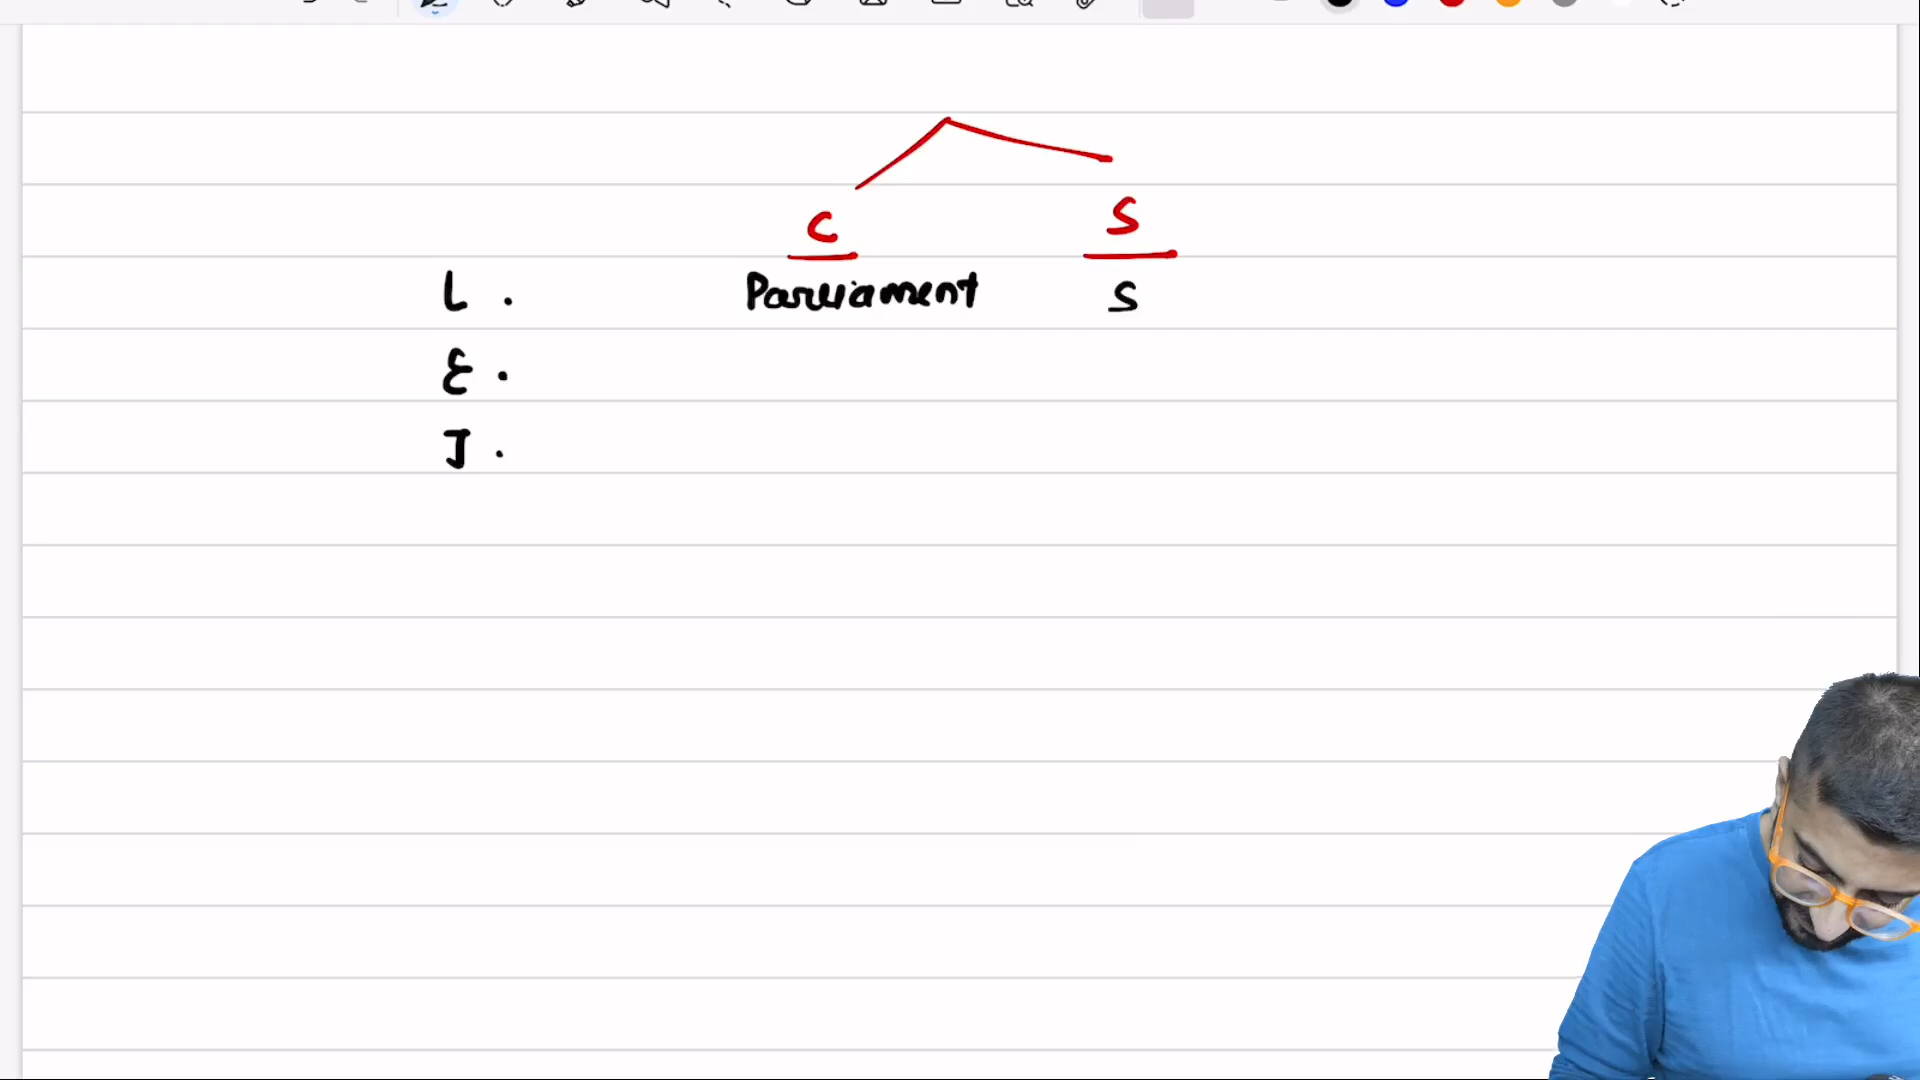 C S
L . Parliament S
E .
J .